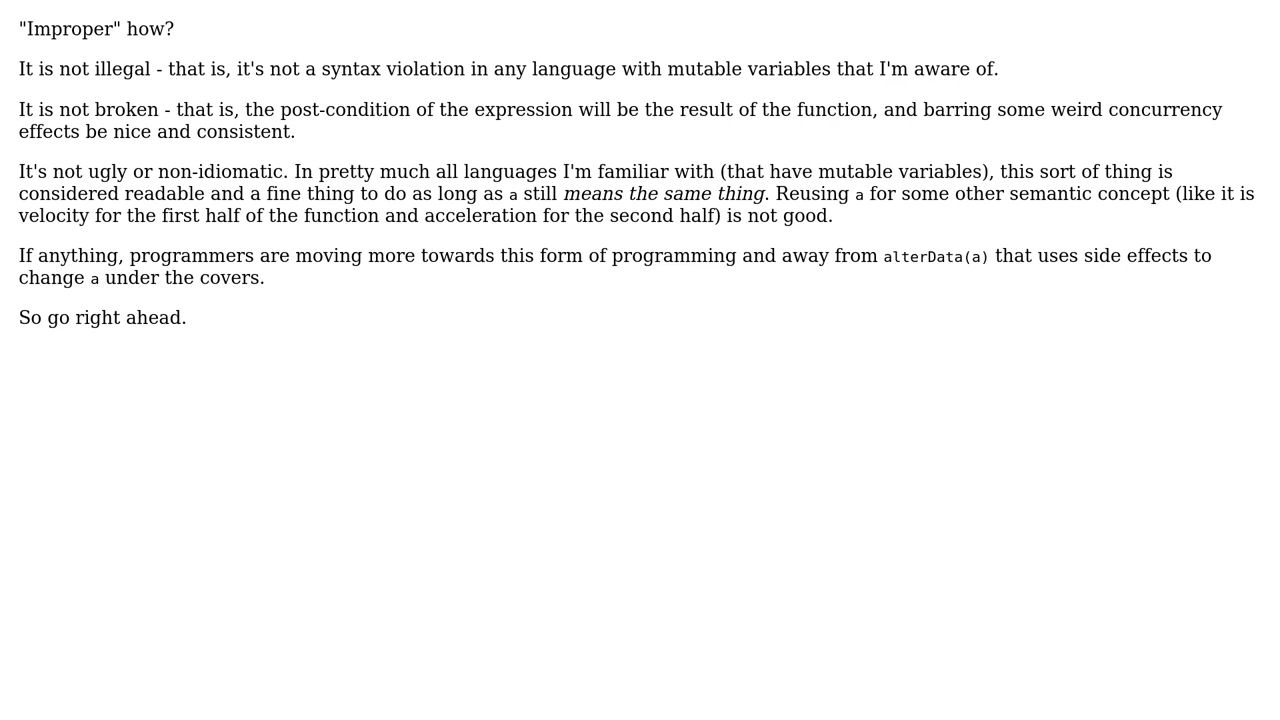 "Improper" how?
It is not illegal - that is, it's not a syntax violation in any language with mutable variables that I'm aware of.
It is not broken - that is, the post-condition of the expression will be the result of the function, and barring some weird concurrency
effects be nice and consistent.
It's not ugly or non-idiomatic. In pretty much all languages I'm familiar with (that have mutable variables), this sort of thing is
considered readable and a fine thing to do as long as a still means the same thing. Reusing a for some other semantic concept (like it is
velocity for the first half of the function and acceleration for the second half) is not good.
If anything, programmers are moving more towards this form of programming and away from alterData(a) that uses side effects to
change a under the covers.
So go right ahead.